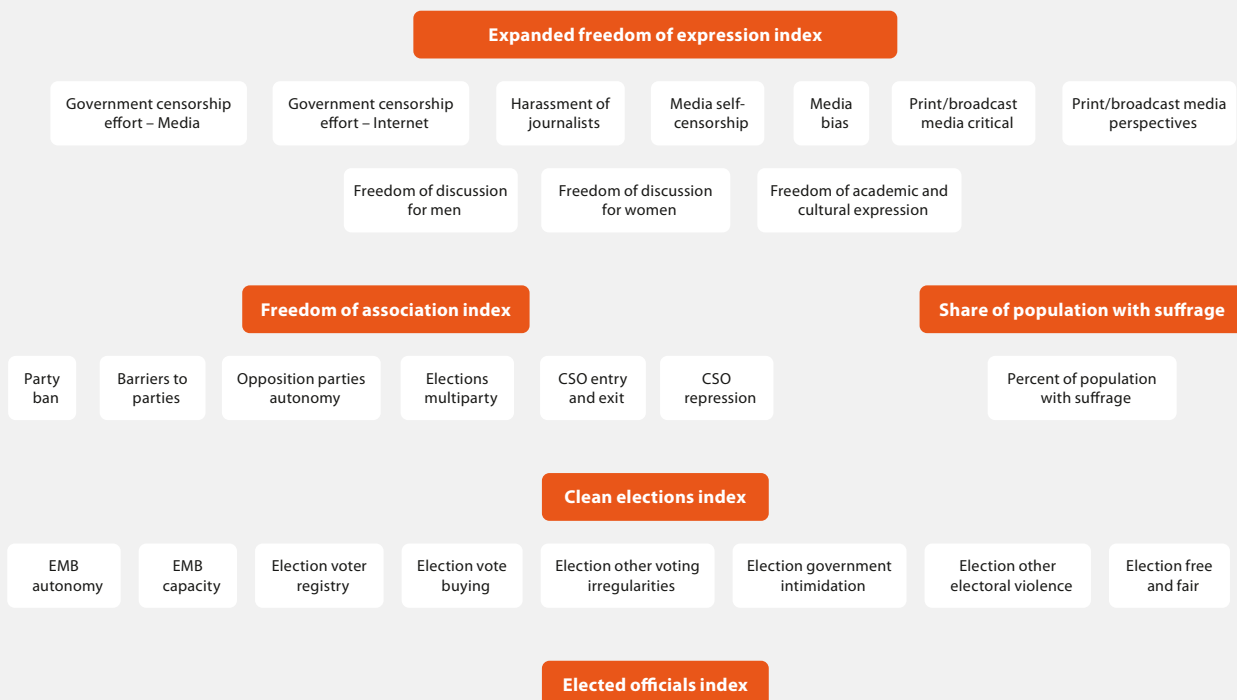 Expanded freedom of expression index
Government censorship
effort – Media
Government censorship
effort – Internet
Harassment of
journalists
Media self-
censorship
Media
bias
Print/broadcast
media critical
Print/broadcast media
perspectives
Freedom of discussion
for men
Freedom of discussion
for women
Freedom of academic and
cultural expression
Freedom of association index
Share of population with suffrage
Party
ban
Barriers to
parties
Opposition parties
autonomy
Elections
multiparty
CSO entry
and exit
CSO
repression
Percent of population
with suffrage
Clean elections index
EMB
autonomy
EMB
capacity
Election voter
registry
Election vote
buying
Election other voting
irregularities
Election government
intimidation
Election other
electoral violence
Election free
and fair
Elected officials index